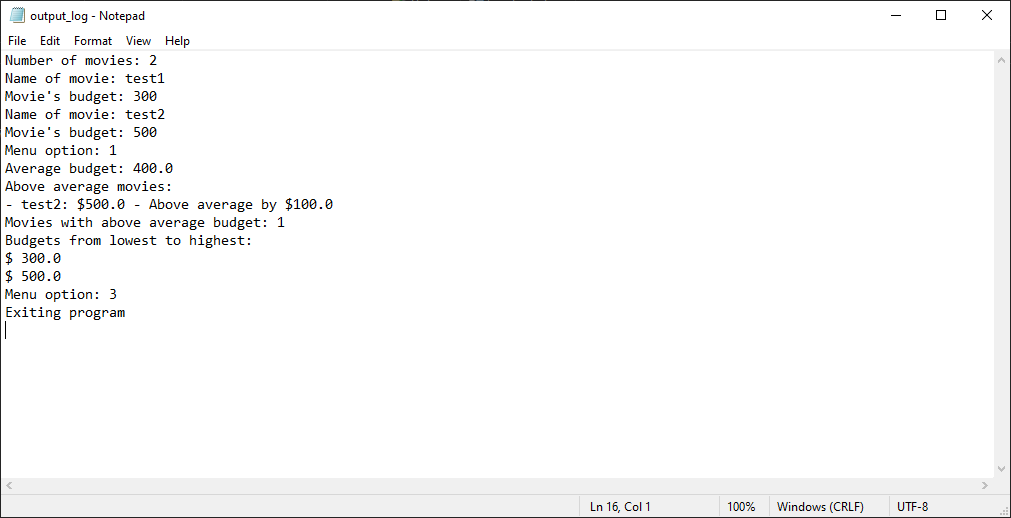 output_log - Notepad
File Edit Format View Help
Number of movies: 2
Name of movie: test1
Movie's budget: 300
Name of movie: test2
Movie's budget: 500
Menu option: 1
Average budget: 400.0
Above average movies:
- test2: $500.0 - Above average by $100.0
Movies with above average budget: 1
Budgets from lowest to highest:
$ 300.0
$ 500.0
Menu option: 3
Exiting program
Ln 16, Col 1 100% Windows (CRLF) UTF-8